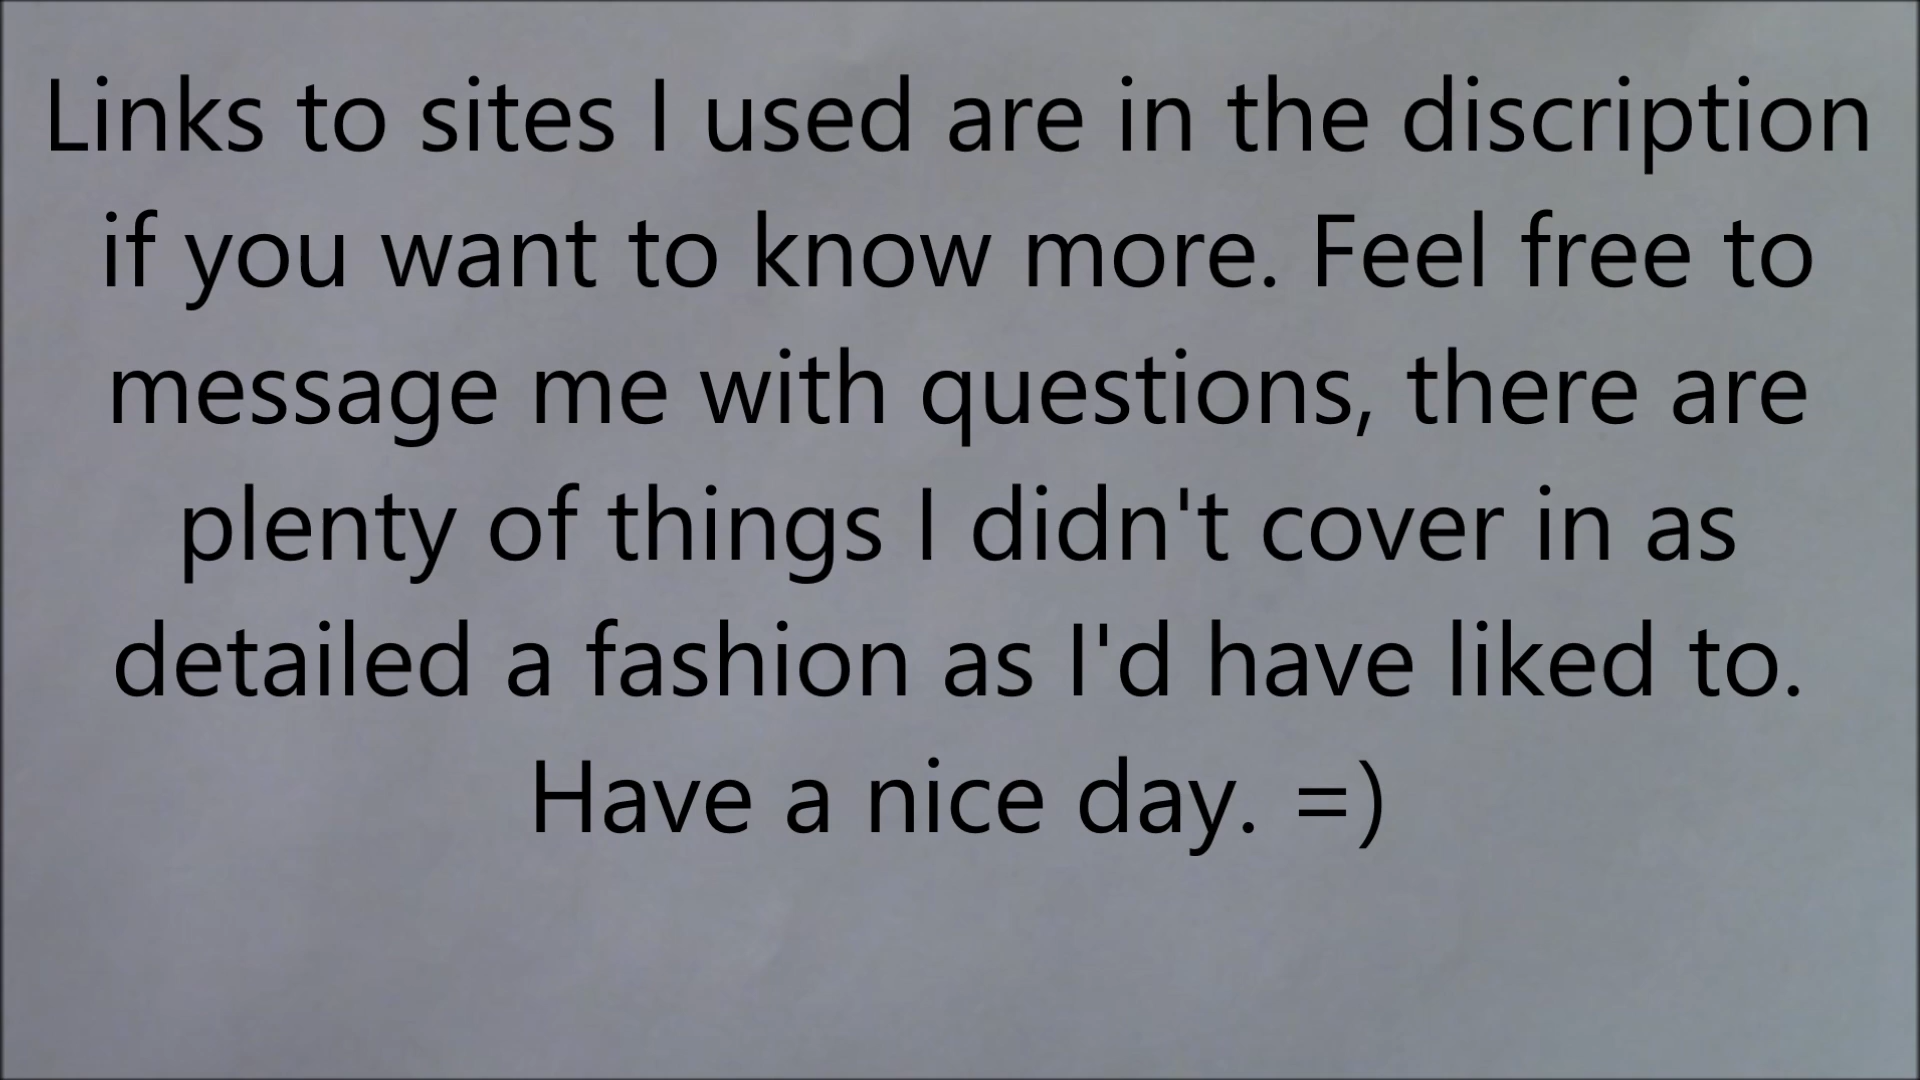 Links to sites I used are in the discription
if you want to know more. Feel free to
message me with questions, there are
plenty of things I didn't cover in as
detailed a fashion as I'd have liked to.
Have a nice day. =)